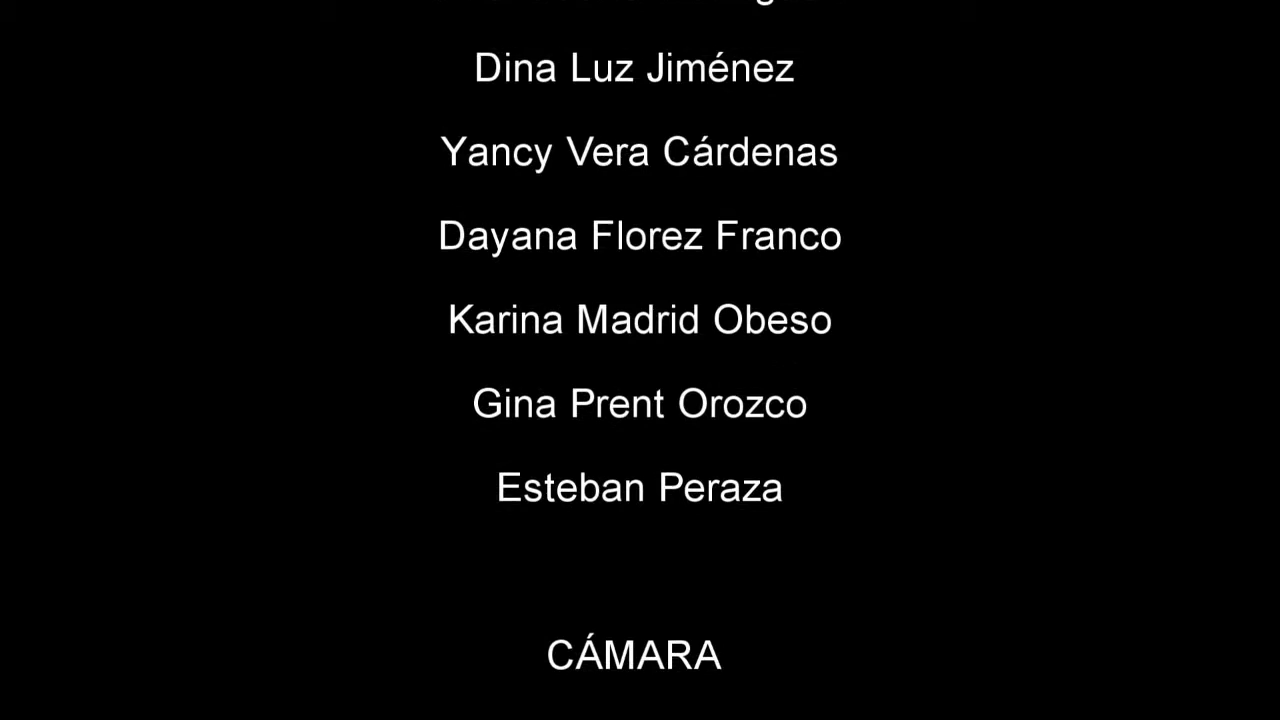 Dina Luz Jiménez
Yancy Vera Cárdenas
Dayana Florez Franco
Karina Madrid Obeso
Gina Prent Orozco
Esteban Peraza
CÁMARA